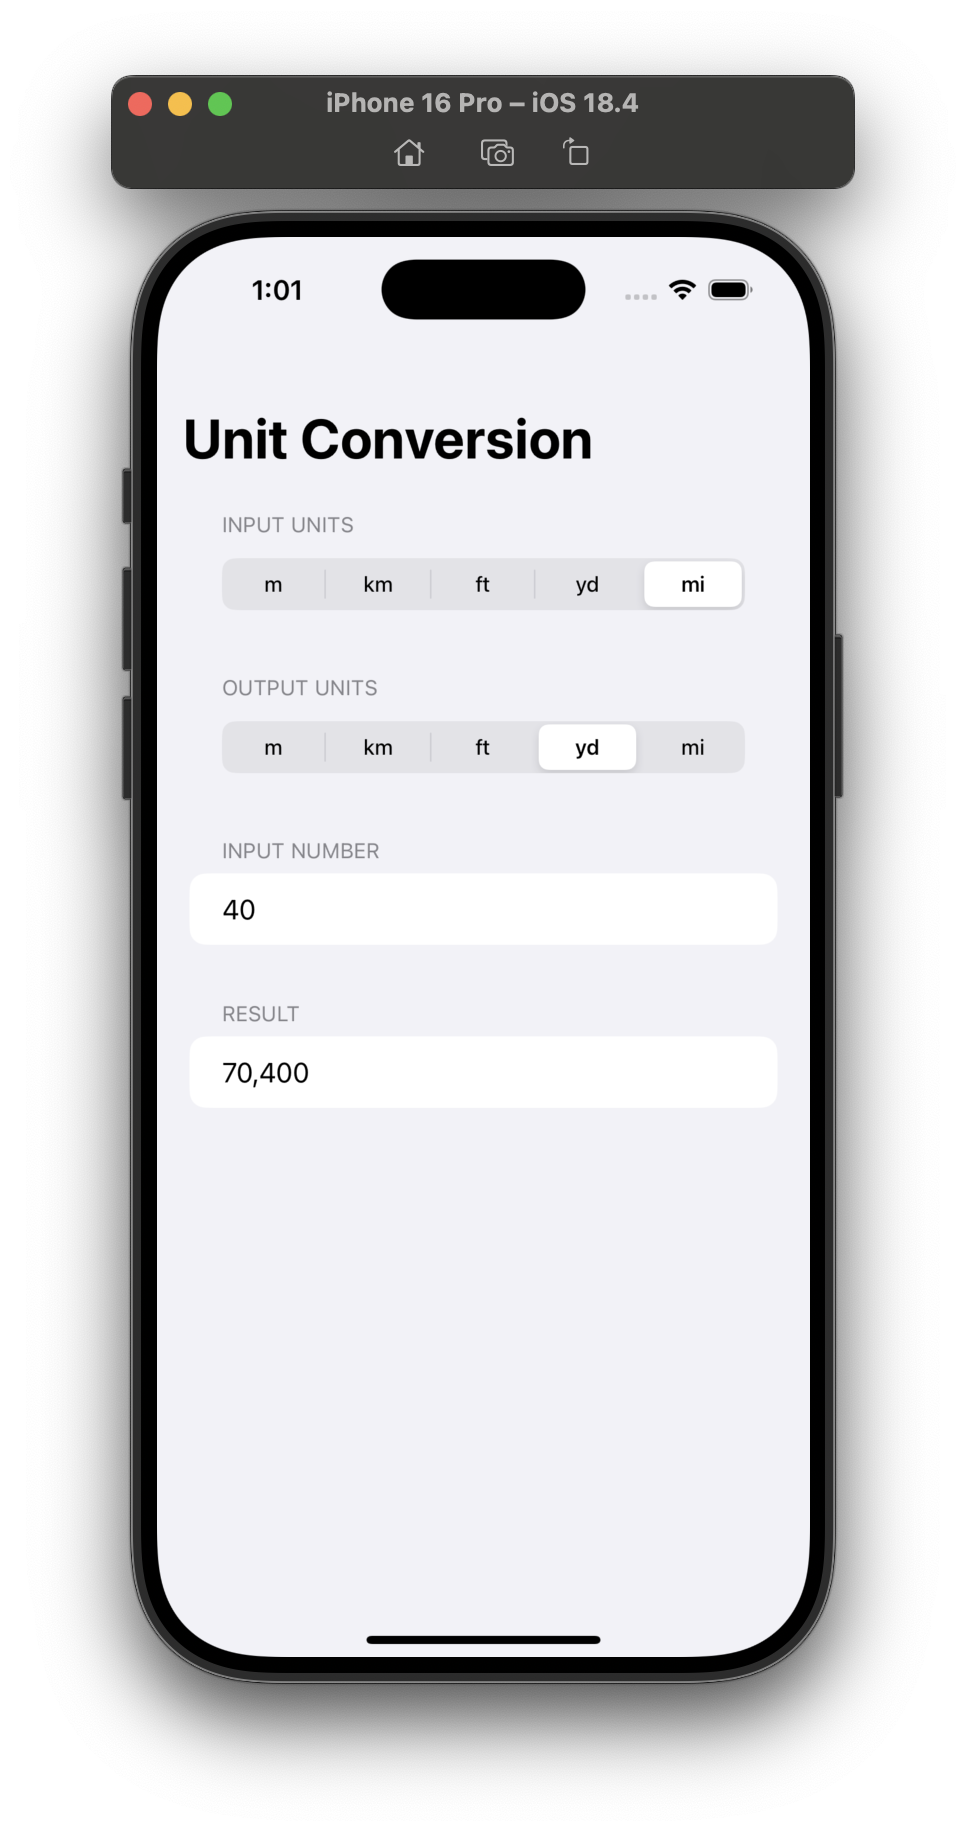 iPhone 16 Pro – iOS 18.4
1:01
Unit Conversion
INPUT UNITS
m km ft yd mi
OUTPUT UNITS
m km ft yd mi
INPUT NUMBER
40
RESULT
70,400